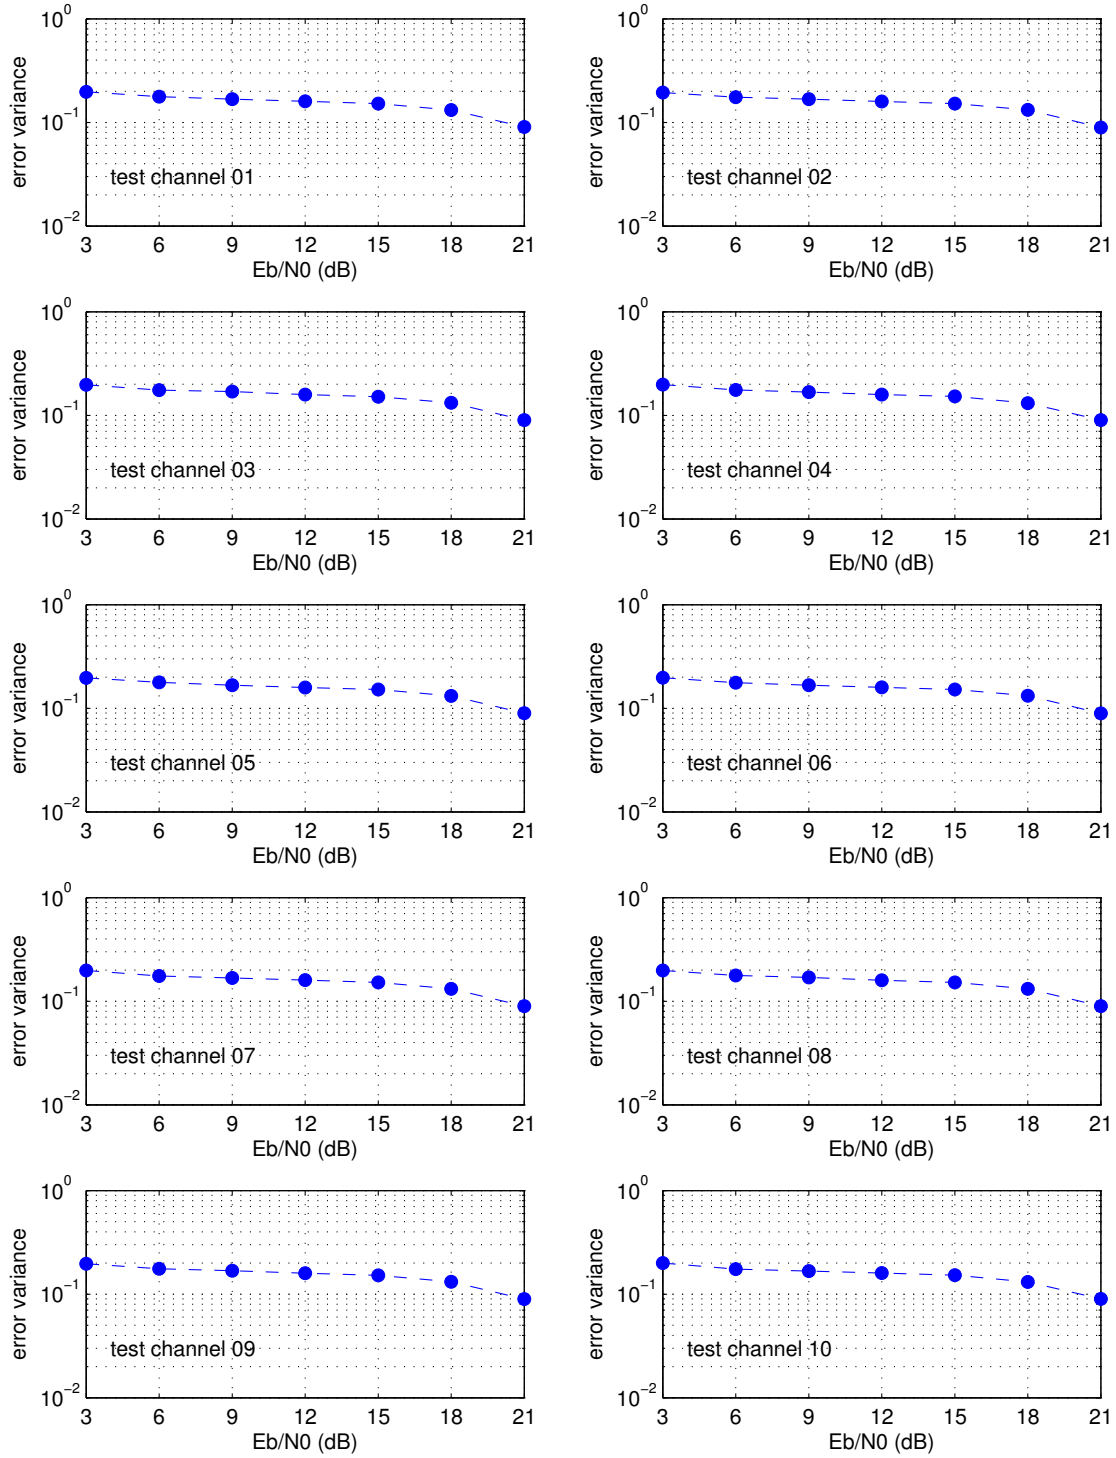 10^0
error variance
10^-1
test channel 01
10^-2
3 6 9 12 15 18 21
Eb/N0 (dB)
10^0
error variance
10^-1
test channel 02
10^-2
3 6 9 12 15 18 21
Eb/N0 (dB)
10^0
error variance
10^-1
test channel 03
10^-2
3 6 9 12 15 18 21
Eb/N0 (dB)
10^0
error variance
10^-1
test channel 04
10^-2
3 6 9 12 15 18 21
Eb/N0 (dB)
10^0
error variance
10^-1
test channel 05
10^-2
3 6 9 12 15 18 21
Eb/N0 (dB)
10^0
error variance
10^-1
test channel 06
10^-2
3 6 9 12 15 18 21
Eb/N0 (dB)
10^0
error variance
10^-1
test channel 07
10^-2
3 6 9 12 15 18 21
Eb/N0 (dB)
10^0
error variance
10^-1
test channel 08
10^-2
3 6 9 12 15 18 21
Eb/N0 (dB)
10^0
error variance
10^-1
test channel 09
10^-2
3 6 9 12 15 18 21
Eb/N0 (dB)
10^0
error variance
10^-1
test channel 10
10^-2
3 6 9 12 15 18 21
Eb/N0 (dB)